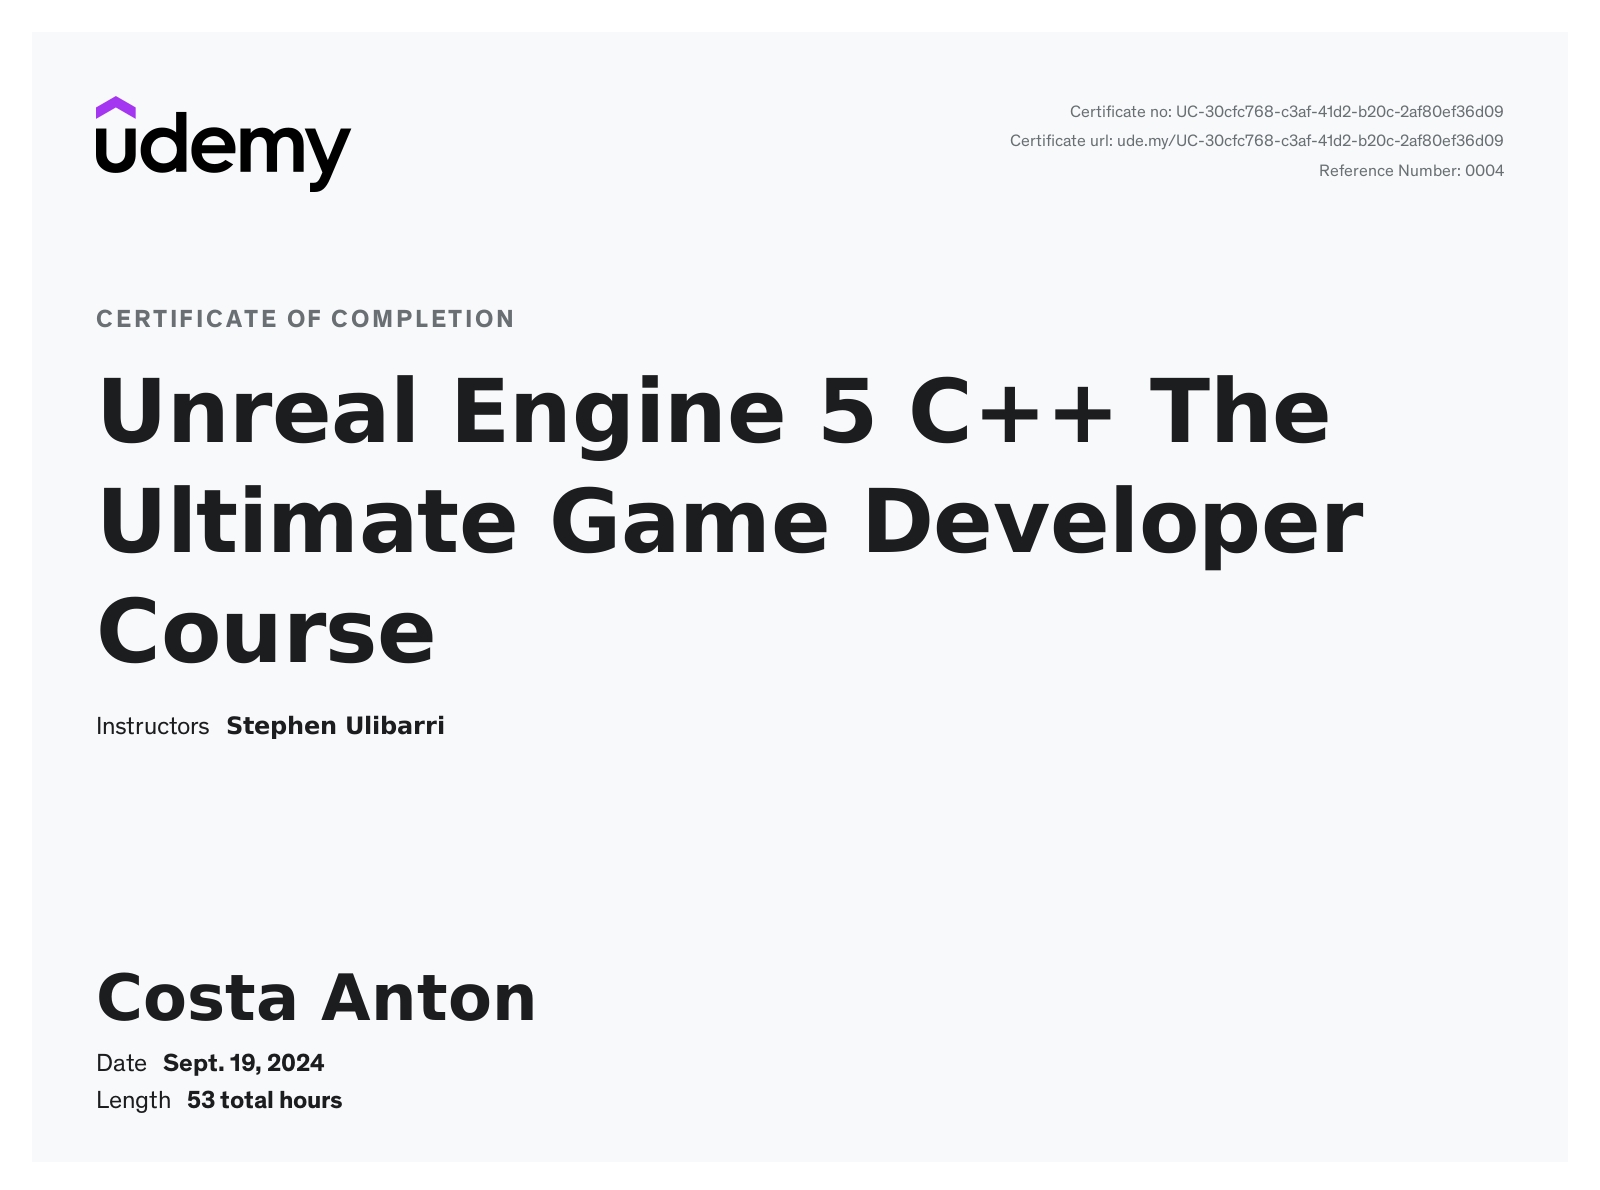 udemy
Certificate no: UC-30cfc768-c3af-41d2-b20c-2af80ef36d09
Certificate url: ude.my/UC-30cfc768-c3af-41d2-b20c-2af80ef36d09
Reference Number: 0004
CERTIFICATE OF COMPLETION
Unreal Engine 5 C++ The
Ultimate Game Developer
Course
Instructors Stephen Ulibarri
Costa Anton
Date Sept. 19, 2024
Length 53 total hours